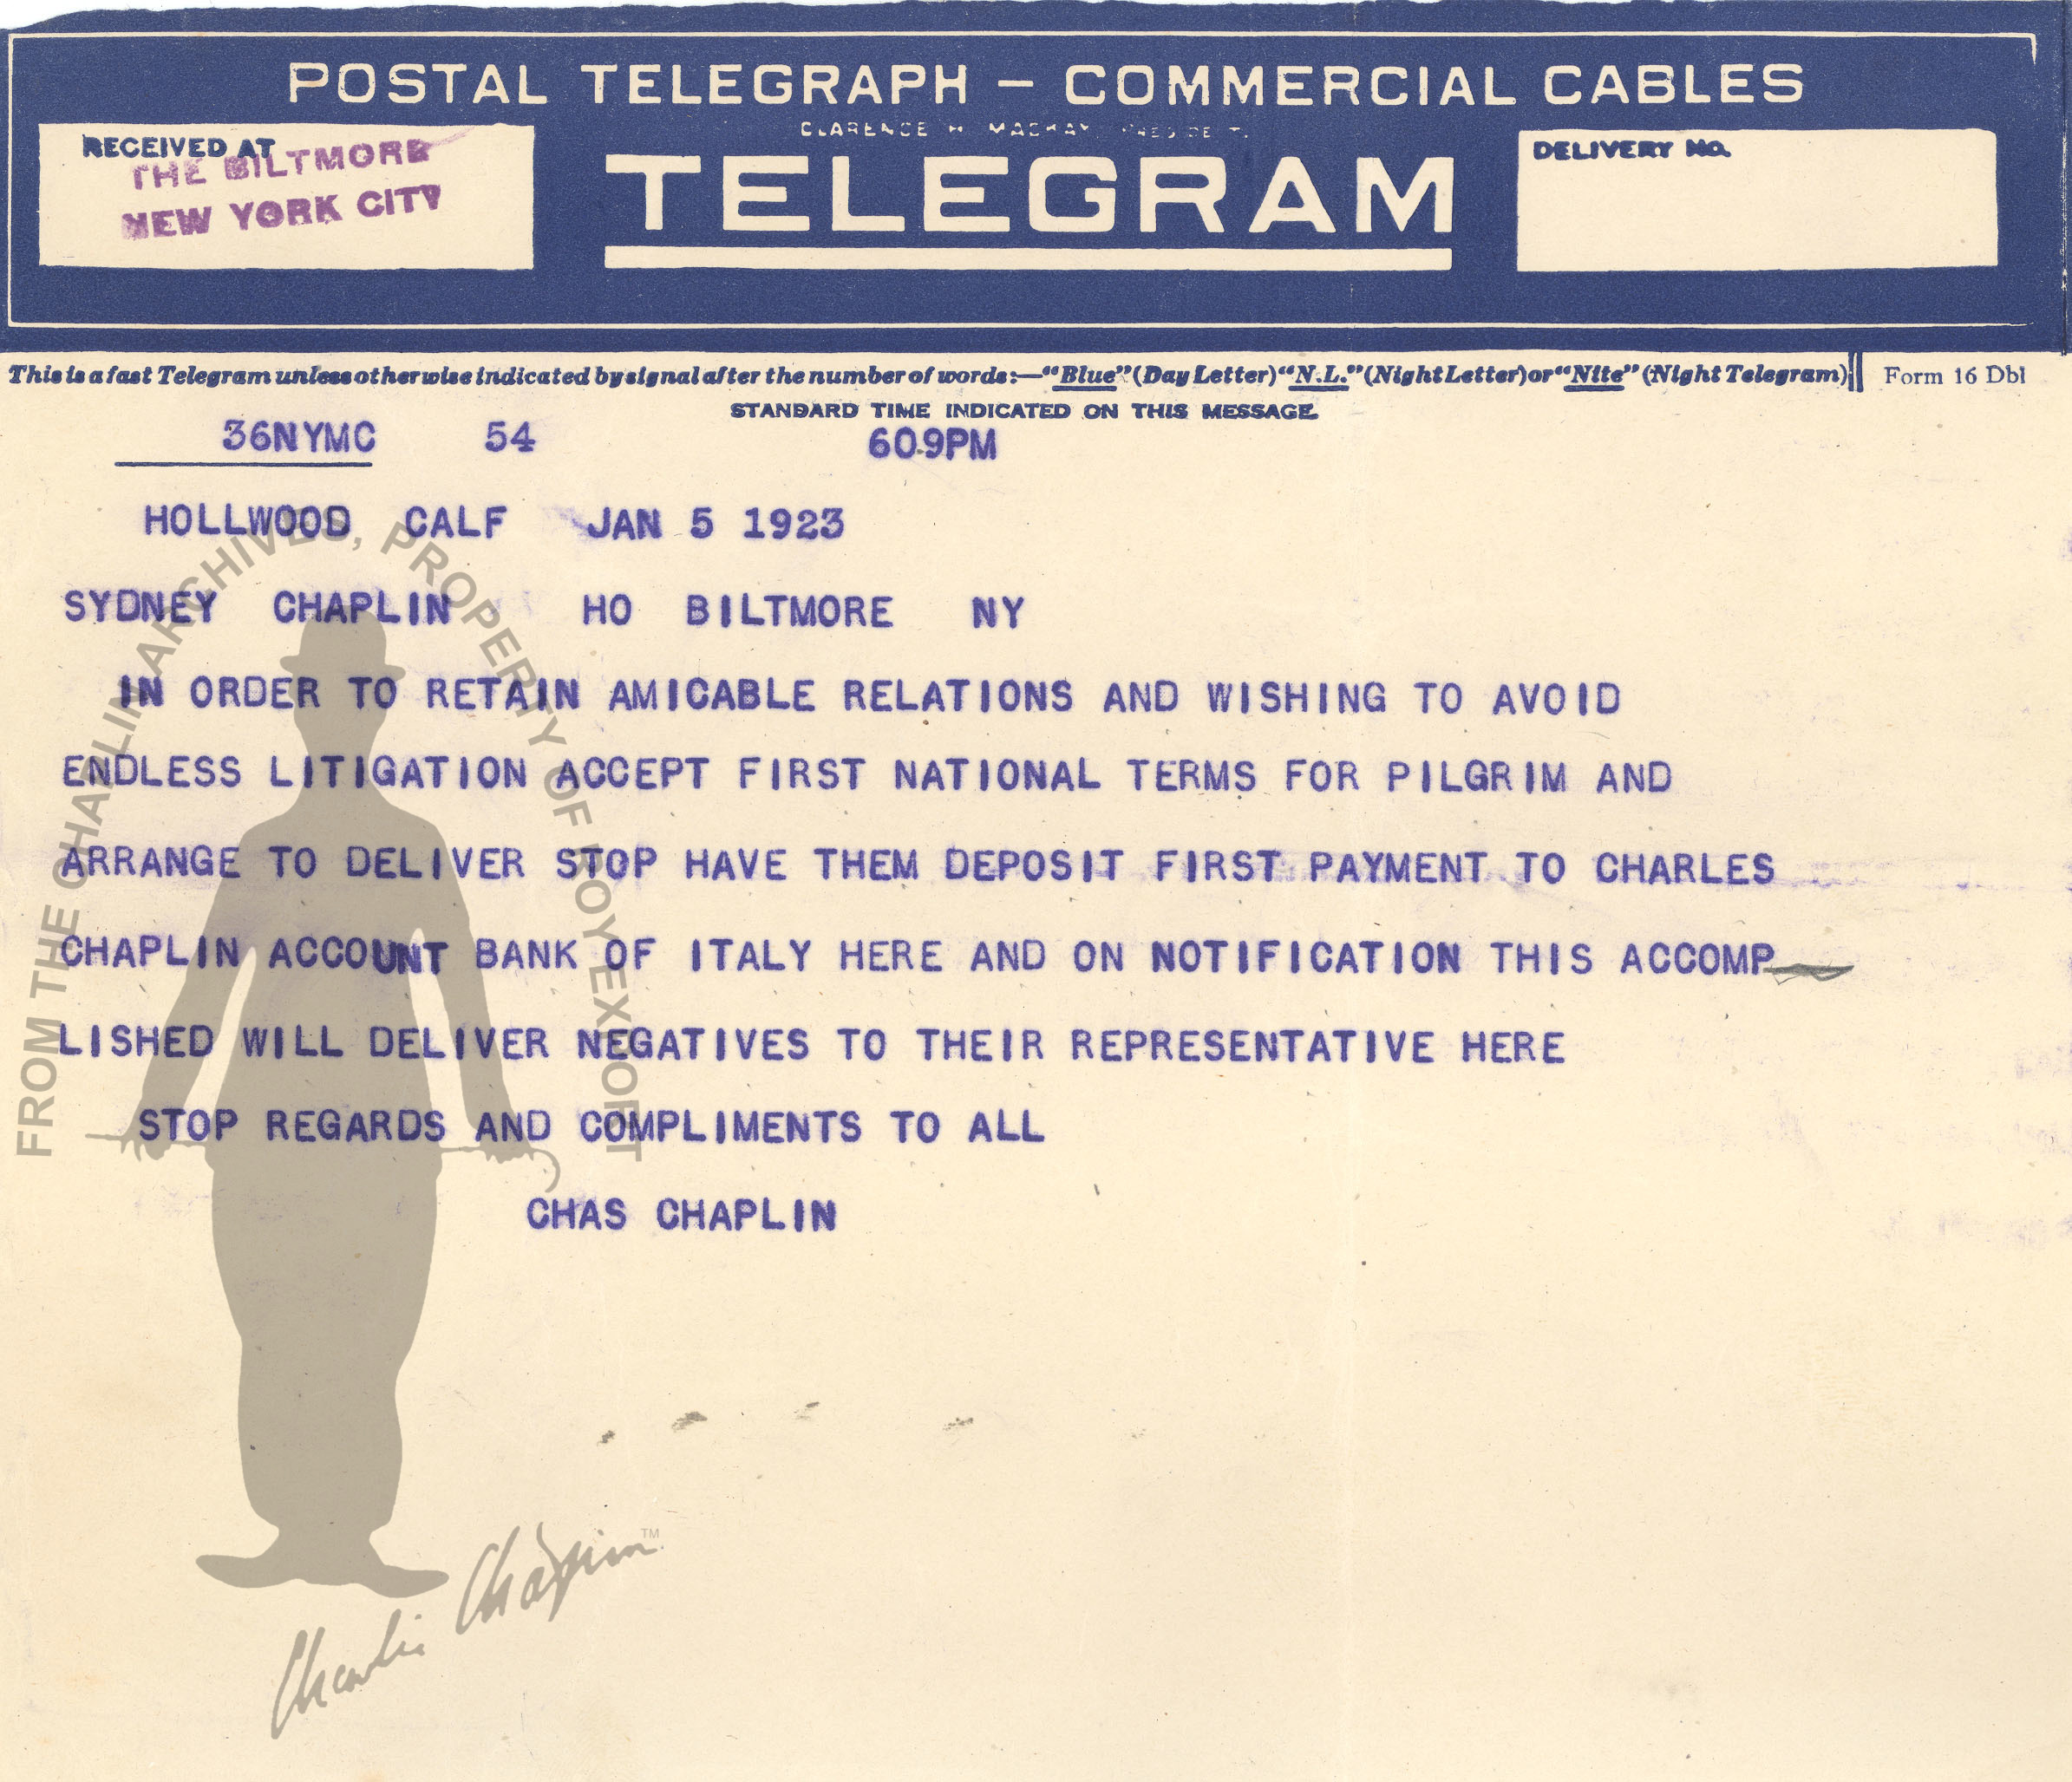 POSTAL TELEGRAPH – COMMERCIAL CABLES
CLARENCE H. MACKAY, PRESIDENT.
RECEIVED AT
THE BILTMORE
NEW YORK CITY
TELEGRAM
DELIVERY NO.
This is a fast Telegram unless otherwise indicated by signal after the number of words:—"Blue" (Day Letter) "N.L." (Night Letter) or "Nite" (Night Telegram)
Form 16 Dbl
STANDARD TIME INDICATED ON THIS MESSAGE.
36NYMC 54 609PM
HOLLWOOD CALF JAN 5 1923
SYDNEY CHAPLIN HO BILTMORE NY
IN ORDER TO RETAIN AMICABLE RELATIONS AND WISHING TO AVOID
ENDLESS LITIGATION ACCEPT FIRST NATIONAL TERMS FOR PILGRIM AND
ARRANGE TO DELIVER STOP HAVE THEM DEPOSIT FIRST PAYMENT TO CHARLES
CHAPLIN ACCOUNT BANK OF ITALY HERE AND ON NOTIFICATION THIS ACCOMP
LISHED WILL DELIVER NEGATIVES TO THEIR REPRESENTATIVE HERE
STOP REGARDS AND COMPLIMENTS TO ALL
CHAS CHAPLIN
FROM THE CHAPLIN ARCHIVES, PROPERTY OF ROY EXPORT
Charlie Chaplin TM